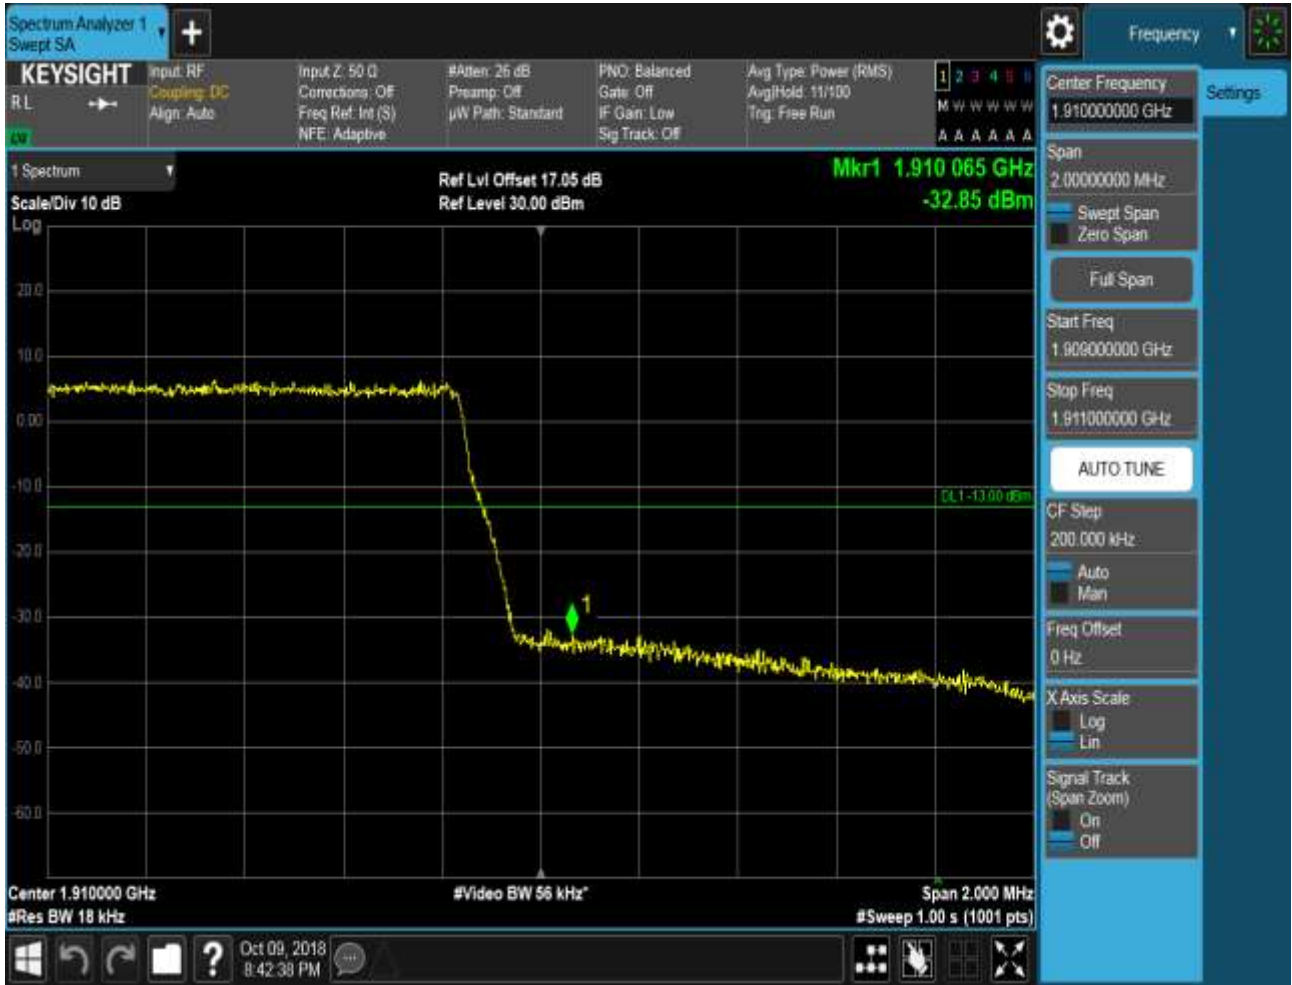 Spectrum Analyzer 1
Swept SA
+
Frequency
KEYSIGHT
RL
Input: RF
Coupling: DC
Align: Auto
Input Z: 50 Ω
Corrections: Off
Freq Ref: Int (S)
NFE: Adaptive
#Atten: 26 dB
Preamp: Off
µW Path: Standard
PNO: Balanced
Gate: Off
IF Gain: Low
Sig Track: Off
Avg Type: Power (RMS)
Avg|Hold: 11/100
Trig: Free Run
1 2 3 4 5 6
M W W W W W
A A A A A A
1 Spectrum
Scale/Div 10 dB
Log
Ref Lvl Offset 17.05 dB
Ref Level 30.00 dBm
Mkr1 1.910 065 GHz
-32.85 dBm
20.0
10.0
0.00
-10.0
DL1 -13.00 dBm
-20.0
-30.0
1
-40.0
-50.0
-60.0
Center 1.910000 GHz
#Res BW 18 kHz
#Video BW 56 kHz*
Span 2.000 MHz
#Sweep 1.00 s (1001 pts)
?
Oct 09, 2018
8:42:38 PM
Center Frequency
1.910000000 GHz
Settings
Span
2.00000000 MHz
Swept Span
Zero Span
Full Span
Start Freq
1.909000000 GHz
Stop Freq
1.911000000 GHz
AUTO TUNE
CF Step
200.000 kHz
Auto
Man
Freq Offset
0 Hz
X Axis Scale
Log
Lin
Signal Track
(Span Zoom)
On
Off